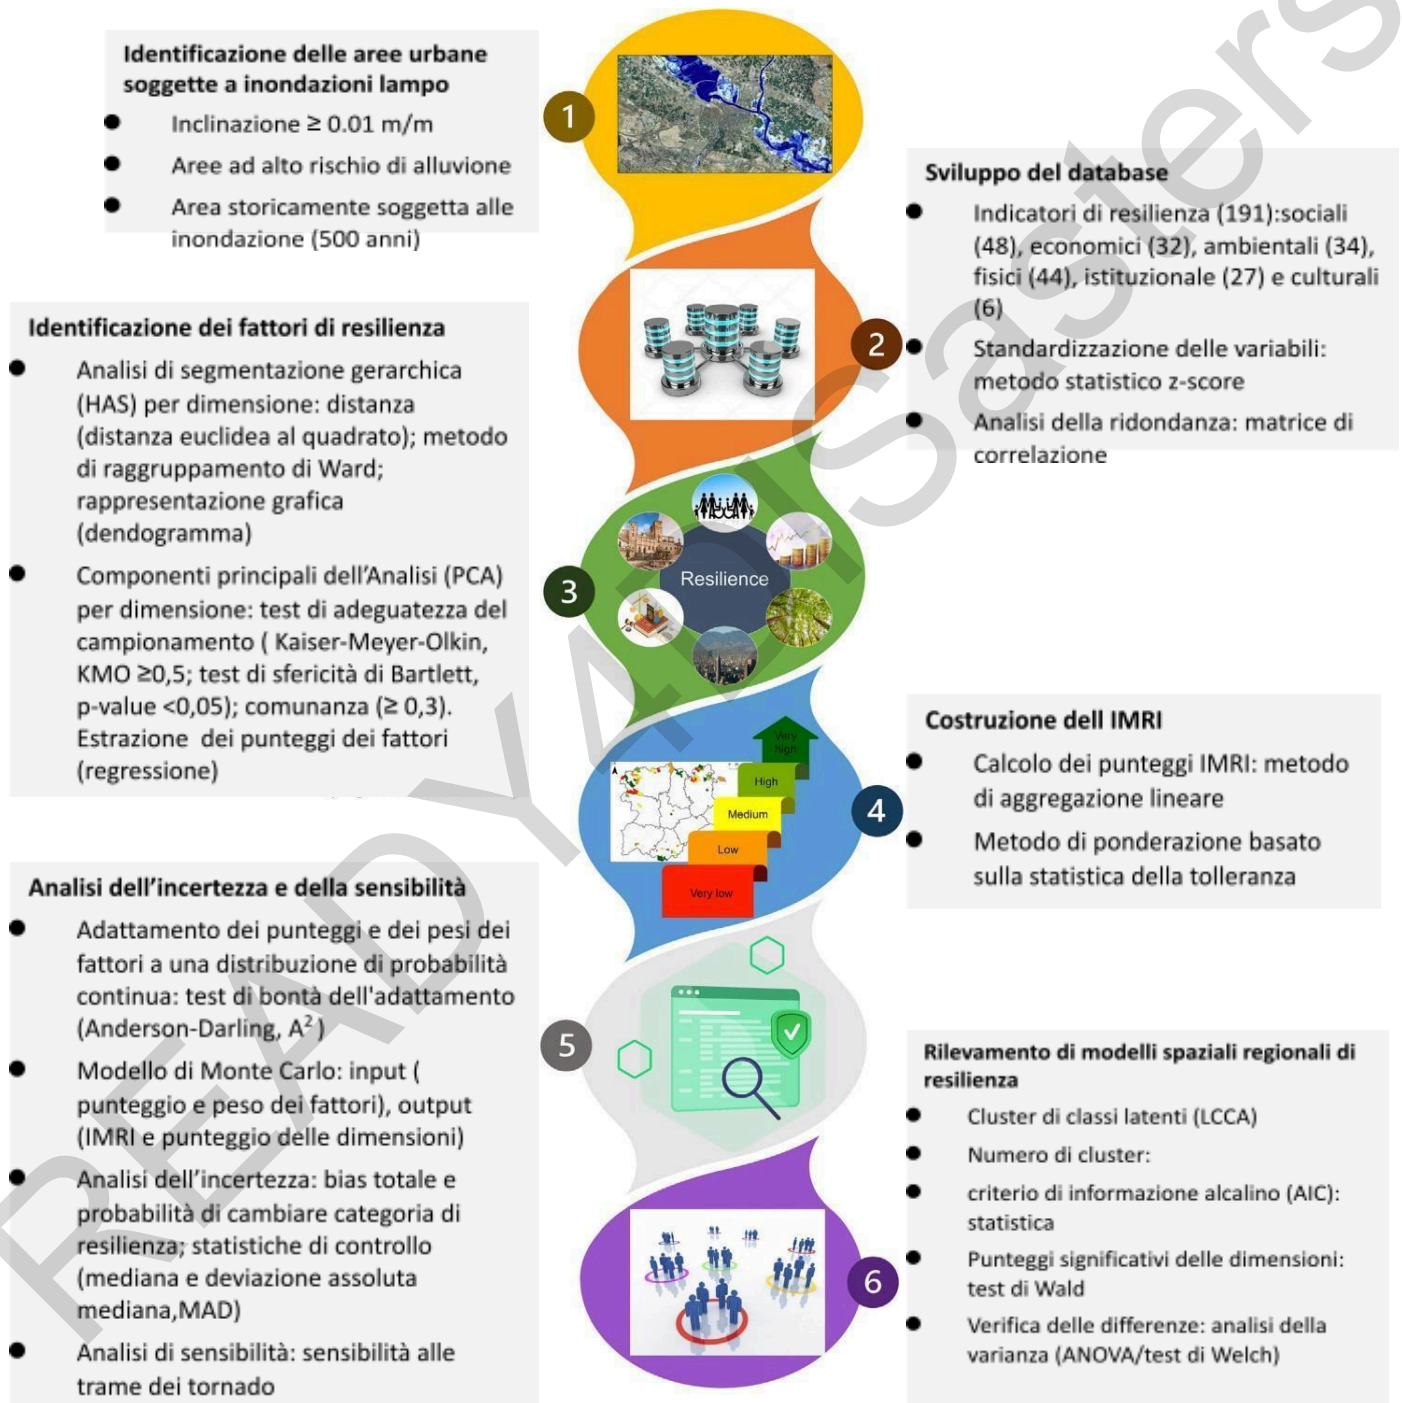 Identificazione delle aree urbane
soggette a inondazioni lampo
Inclinazione ≥ 0.01 m/m
Aree ad alto rischio di alluvione
Area storicamente soggetta alle
inondazione (500 anni)
1
Sviluppo del database
Indicatori di resilienza (191):sociali
(48), economici (32), ambientali (34),
fisici (44), istituzionale (27) e culturali
(6)
Standardizzazione delle variabili:
metodo statistico z-score
Analisi della ridondanza: matrice di
correlazione
2
Identificazione dei fattori di resilienza
Analisi di segmentazione gerarchica
(HAS) per dimensione: distanza
(distanza euclidea al quadrato); metodo
di raggruppamento di Ward;
rappresentazione grafica
(dendogramma)
Componenti principali dell'Analisi (PCA)
per dimensione: test di adeguatezza del
campionamento ( Kaiser-Meyer-Olkin,
KMO ≥0,5; test di sfericità di Bartlett,
p-value <0,05); comunanza (≥ 0,3).
Estrazione dei punteggi dei fattori
(regressione)
3
Resilience
Costruzione dell IMRI
Calcolo dei punteggi IMRI: metodo
di aggregazione lineare
Metodo di ponderazione basato
sulla statistica della tolleranza
4
Very
high
High
Medium
Low
Very low
Analisi dell'incertezza e della sensibilità
Adattamento dei punteggi e dei pesi dei
fattori a una distribuzione di probabilità
continua: test di bontà dell'adattamento
(Anderson-Darling, A² )
Modello di Monte Carlo: input (
punteggio e peso dei fattori), output
(IMRI e punteggio delle dimensioni)
Analisi dell'incertezza: bias totale e
probabilità di cambiare categoria di
resilienza; statistiche di controllo
(mediana e deviazione assoluta
mediana,MAD)
Analisi di sensibilità: sensibilità alle
trame dei tornado
5
Rilevamento di modelli spaziali regionali di
resilienza
Cluster di classi latenti (LCCA)
Numero di cluster:
criterio di informazione alcalino (AIC):
statistica
Punteggi significativi delle dimensioni:
test di Wald
Verifica delle differenze: analisi della
varianza (ANOVA/test di Welch)
6
READY4DISasters